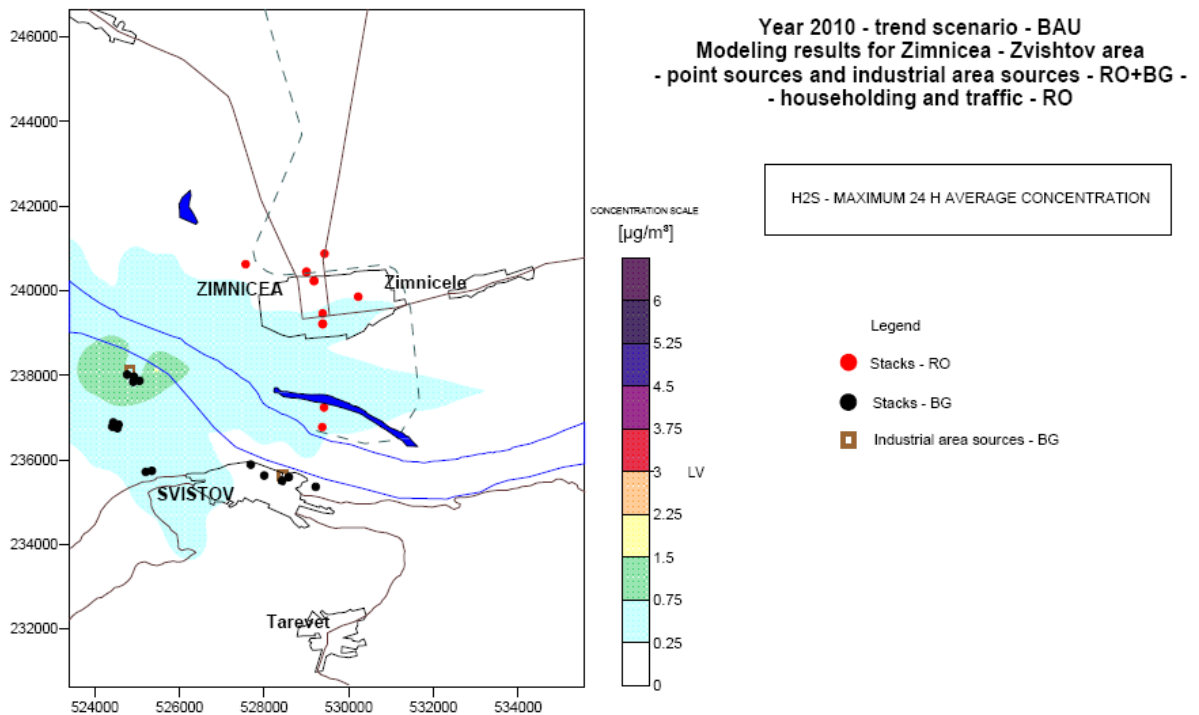 Year 2010 - trend scenario - BAU
Modeling results for Zimnicea - Zvishtov area
- point sources and industrial area sources - RO+BG -
- householding and traffic - RO
H2S - MAXIMUM 24 H AVERAGE CONCENTRATION
246000
244000
242000
240000
238000
236000
234000
232000
524000 526000 528000 530000 532000 534000
ZIMNICEA
Zimnicele
SVISTOV
Tarevet
CONCENTRATION SCALE
[µg/m³]
6
5.25
4.5
3.75
3 LV
2.25
1.5
0.75
0.25
0
Legend
Stacks - RO
Stacks - BG
Industrial area sources - BG